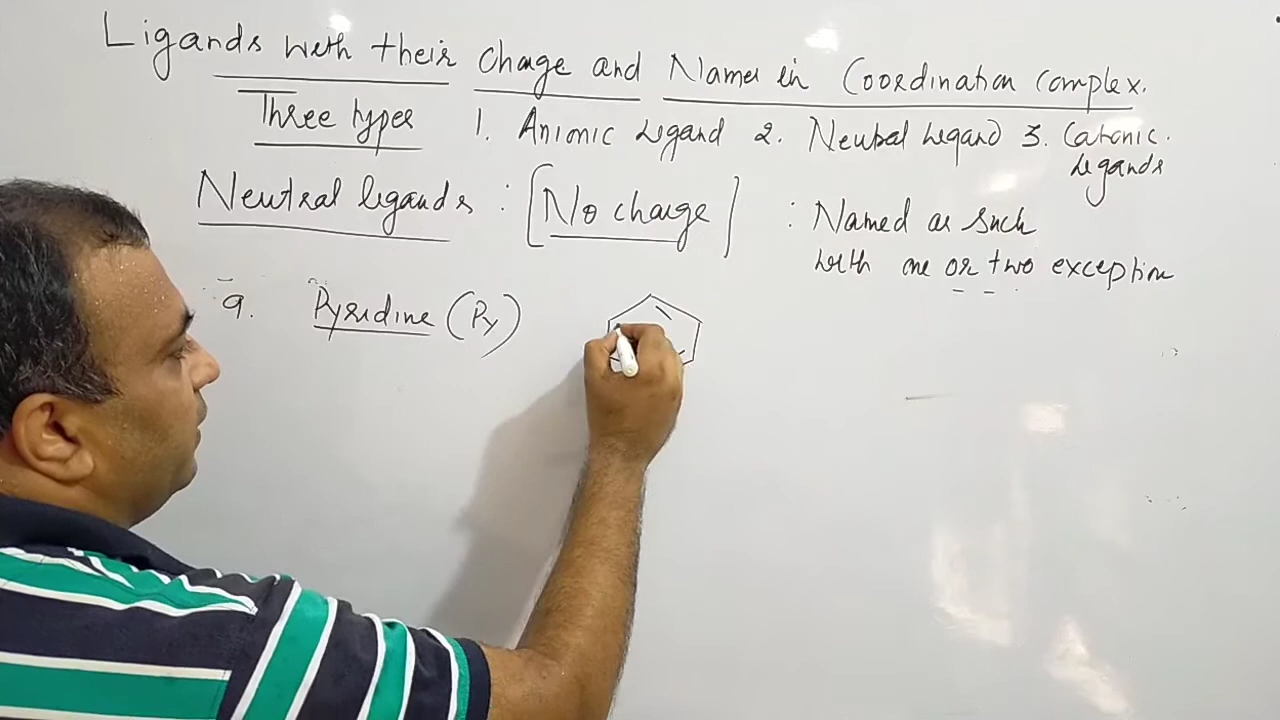 Ligands with their Charge and Names in Coordination complex.
Three types 1. Anionic ligand 2. Neutral ligand 3. Cationic ligands
Neutral ligands : [No charge] : Named as such
with one or two exception
9. Pyridine (Py)